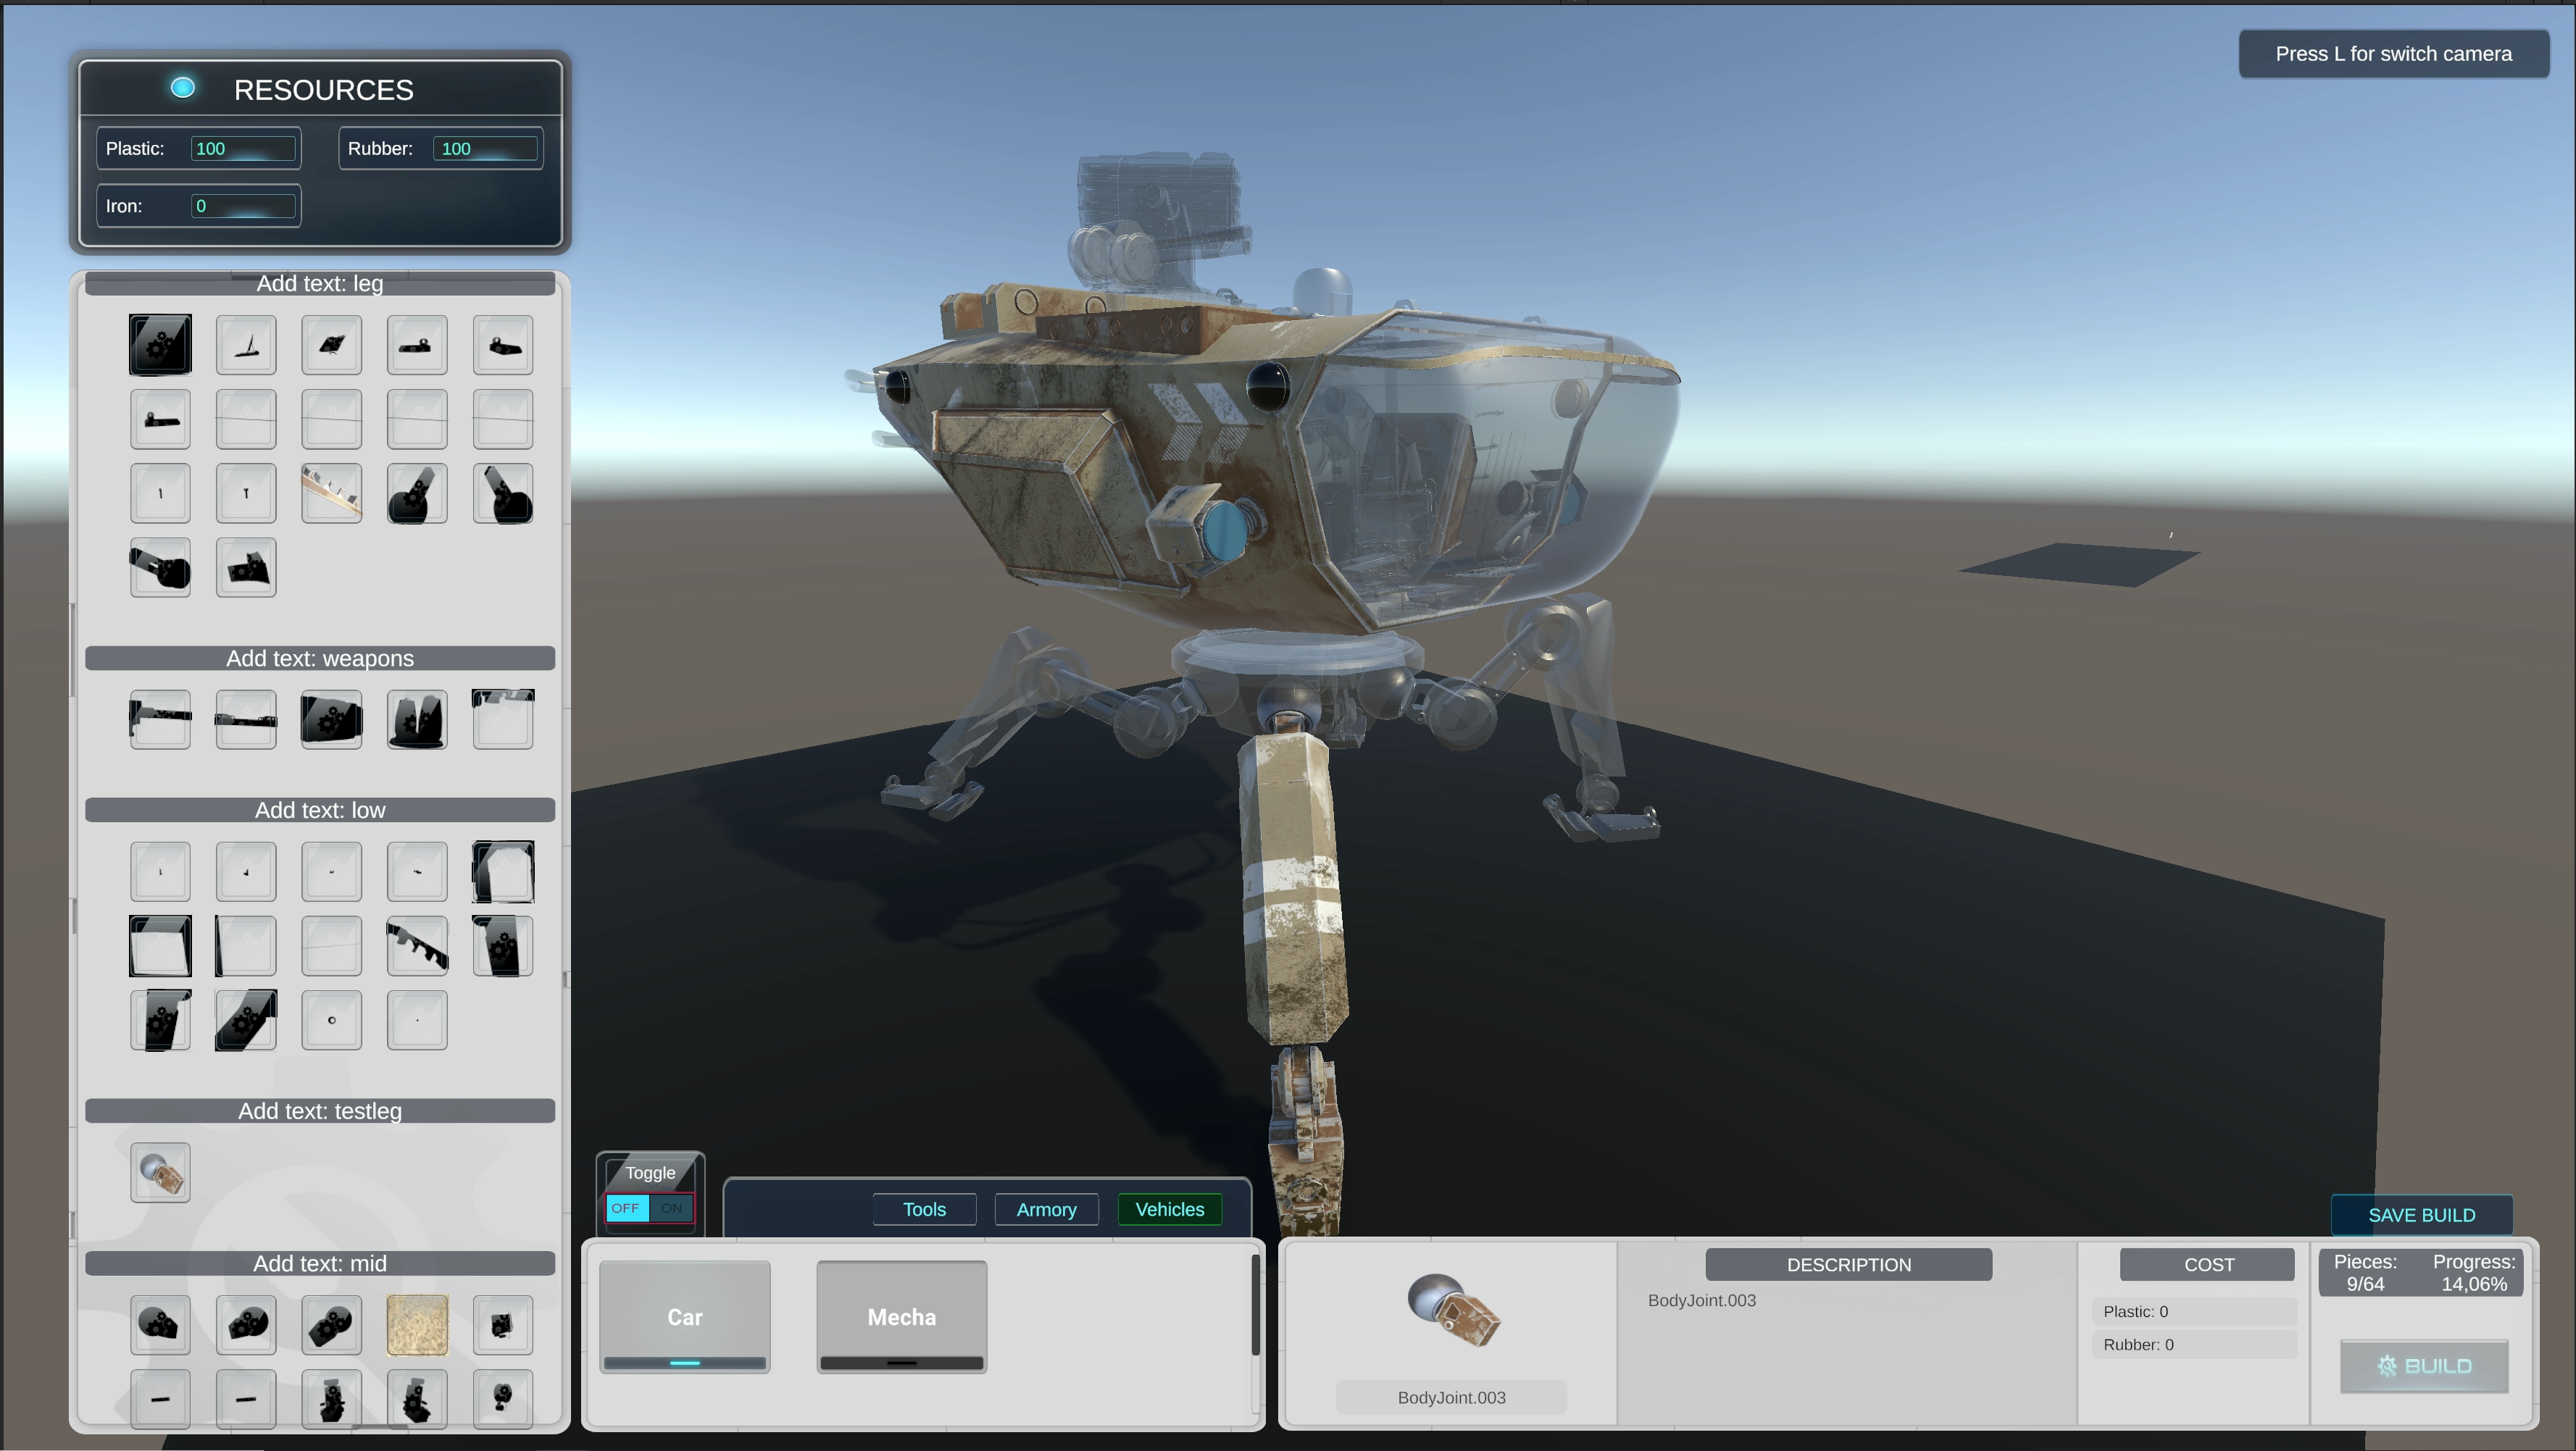 Press L for switch camera
RESOURCES
Plastic: 100
Rubber: 100
Iron: 0
Add text: leg
Add text: weapons
Add text: low
Add text: testleg
Add text: mid
Toggle
OFF ON
Tools
Armory
Vehicles
Car
Mecha
SAVE BUILD
BodyJoint.003
DESCRIPTION
BodyJoint.003
COST
Plastic: 0
Rubber: 0
Pieces:
9/64
Progress:
14,06%
BUILD